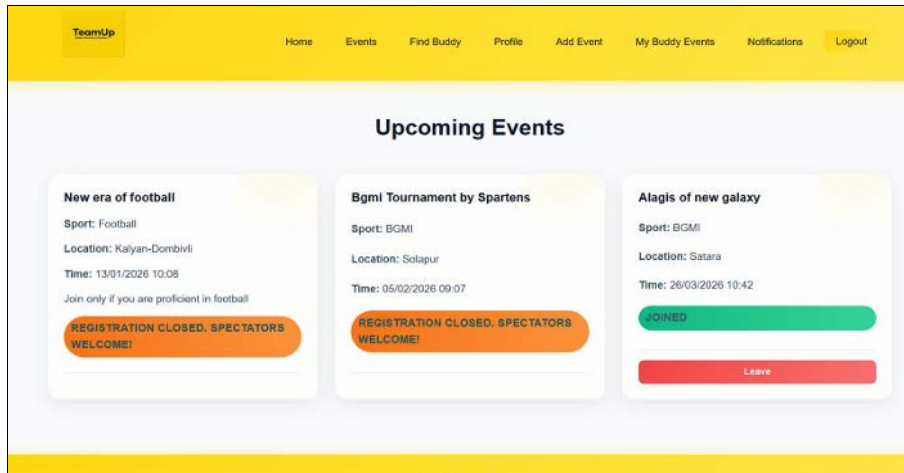 TeamUp
Home Events Find Buddy Profile Add Event My Buddy Events Notifications Logout
Upcoming Events
New era of football
Sport: Football
Location: Kalyan-Dombivli
Time: 13/01/2026 10:08
Join only if you are proficient in football
REGISTRATION CLOSED. SPECTATORS
WELCOME!
Bgmi Tournament by Spartens
Sport: BGMI
Location: Solapur
Time: 05/02/2026 09:07
REGISTRATION CLOSED. SPECTATORS
WELCOME!
Alagis of new galaxy
Sport: BGMI
Location: Satara
Time: 26/03/2026 10:42
JOINED
Leave